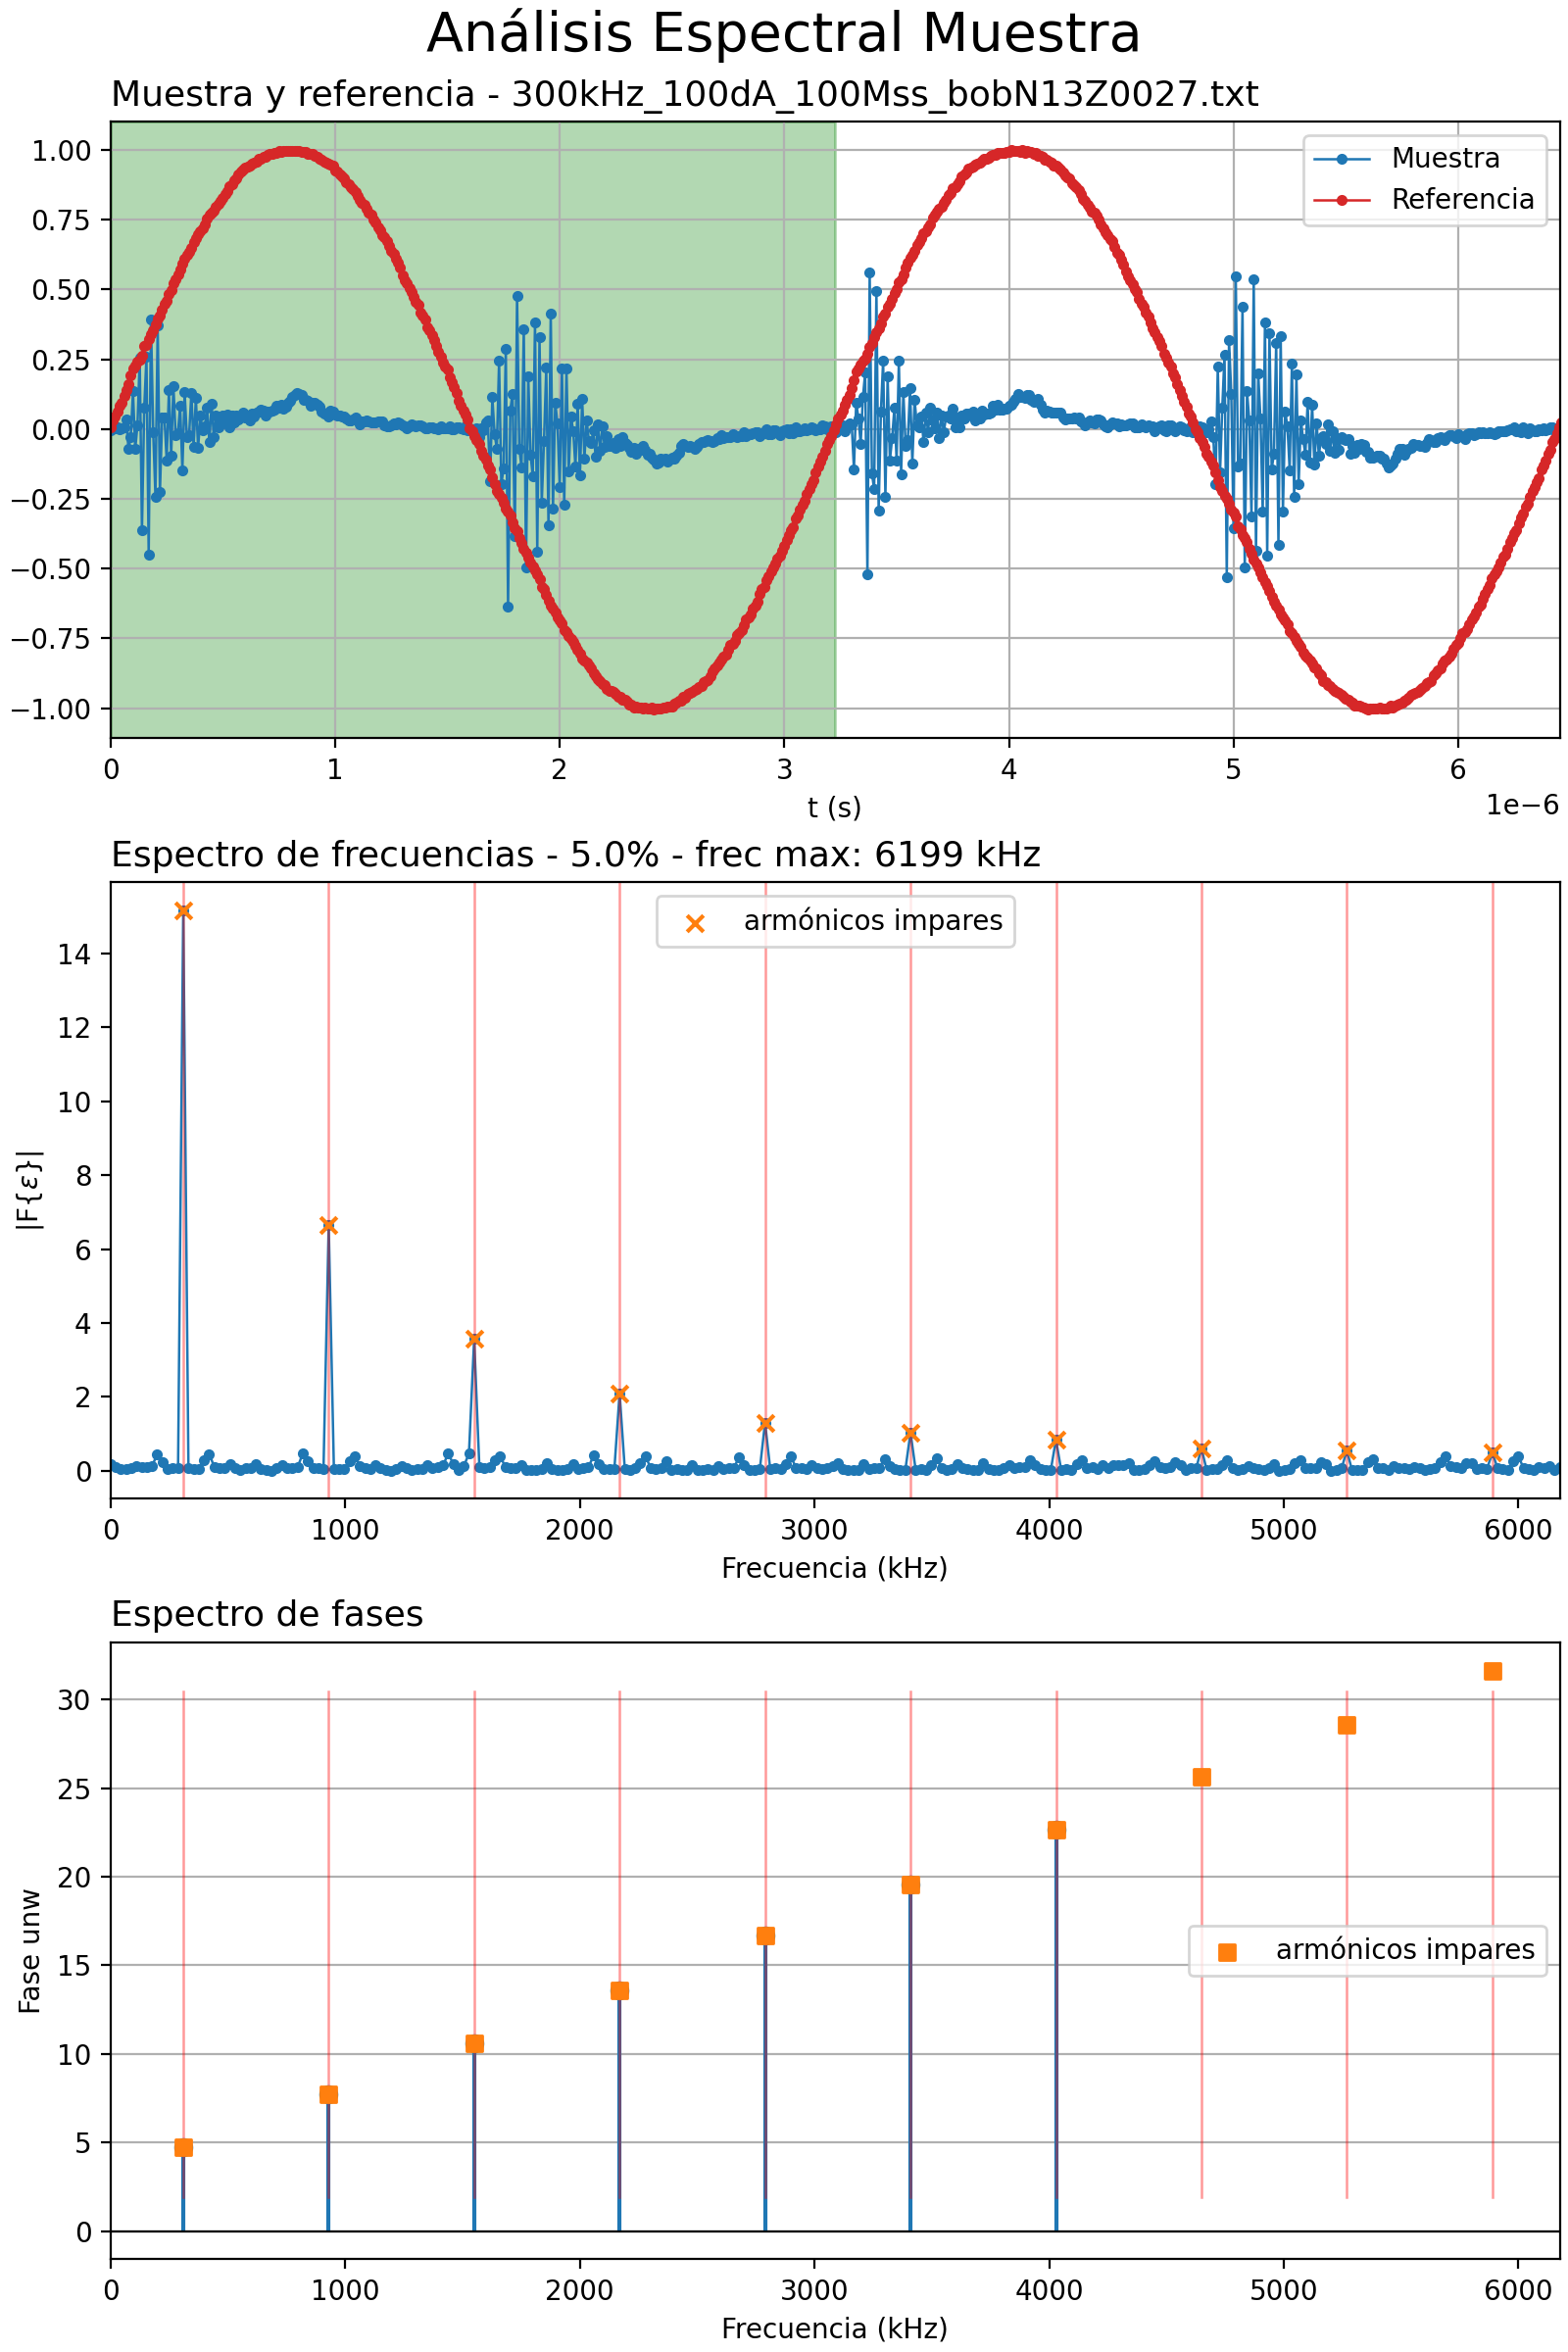 Análisis Espectral Muestra
Muestra y referencia - 300kHz_100dA_100Mss_bobN13Z0027.txt
1.00
0.75
0.50
0.25
0.00
−0.25
−0.50
−0.75
−1.00
Muestra
Referencia
0 1 2 3 4 5 6
t (s)
1e−6
Espectro de frecuencias - 5.0% - frec max: 6199 kHz
armónicos impares
14
12
10
8
6
4
2
0
|F{ε}|
0 1000 2000 3000 4000 5000 6000
Frecuencia (kHz)
Espectro de fases
30
25
20
15
10
5
0
Fase unw
armónicos impares
0 1000 2000 3000 4000 5000 6000
Frecuencia (kHz)